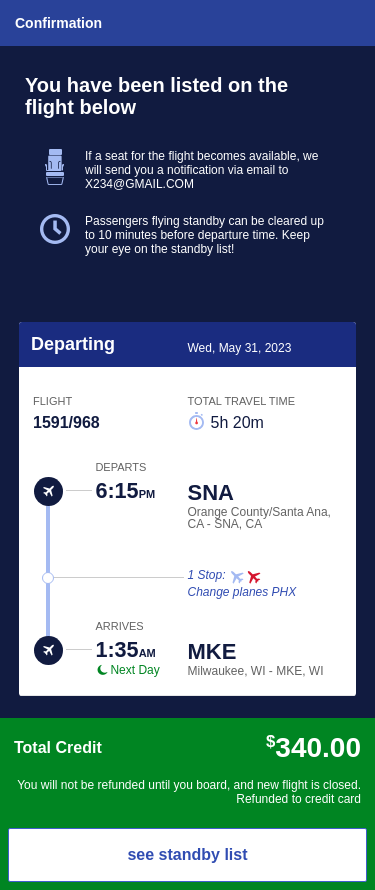 Confirmation
You have been listed on the
flight below
If a seat for the flight becomes available, we
will send you a notification via email to
X234@GMAIL.COM
Passengers flying standby can be cleared up
to 10 minutes before departure time. Keep
your eye on the standby list!
Departing
Wed, May 31, 2023
FLIGHT
1591/968
TOTAL TRAVEL TIME
5h 20m
DEPARTS
6:15PM
SNA
Orange County/Santa Ana,
CA - SNA, CA
1 Stop:
Change planes PHX
ARRIVES
1:35AM
Next Day
MKE
Milwaukee, WI - MKE, WI
Total Credit
$340.00
You will not be refunded until you board, and new flight is closed.
Refunded to credit card
see standby list